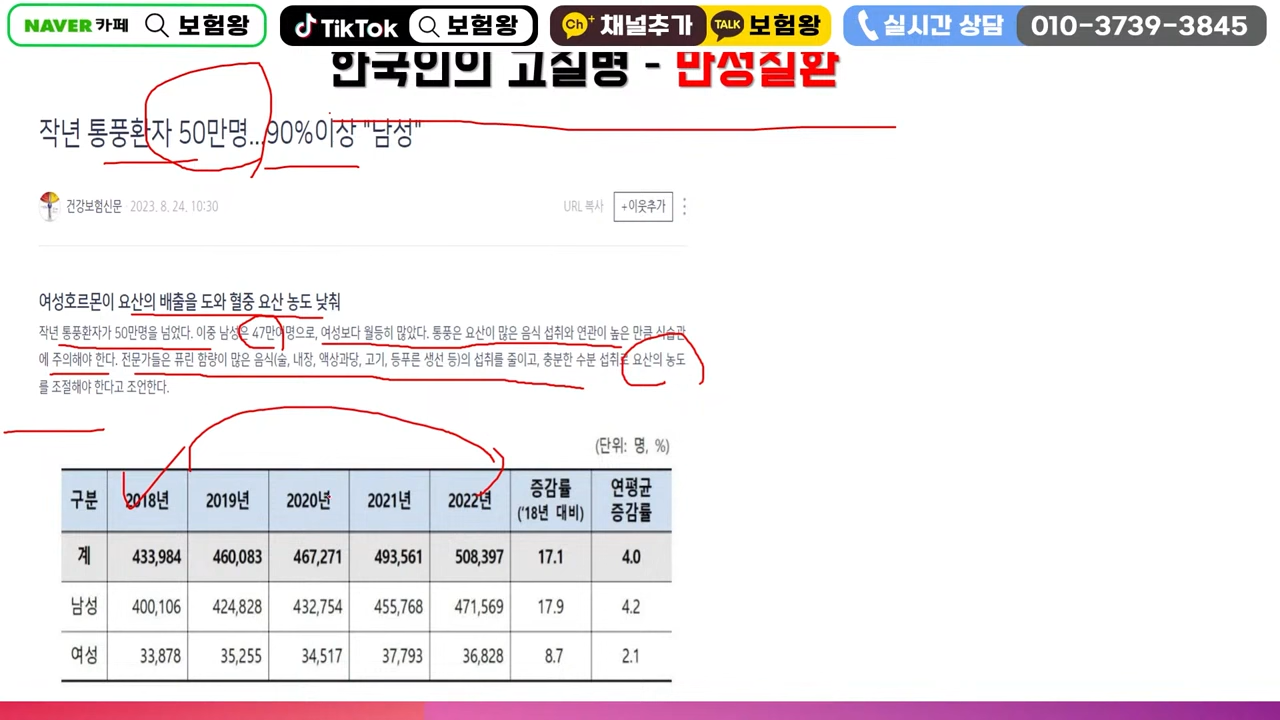 NAVER 카페 보험왕
TikTok 보험왕
Ch+ 채널추가 TALK 보험왕
실시간 상담 010-3739-3845
한국인의 고질병 - 만성질환
작년 통풍환자 50만명...90%이상 "남성"
건강보험신문 2023. 8. 24. 10:30
URL 복사 +이웃추가
여성호르몬이 요산의 배출을 도와 혈중 요산 농도 낮춰
작년 통풍환자가 50만명을 넘었다. 이중 남성은 47만여명으로, 여성보다 월등히 많았다. 통풍은 요산이 많은 음식 섭취와 연관이 높은 만큼 식습관
에 주의해야 한다. 전문가들은 퓨린 함량이 많은 음식(술, 내장, 액상과당, 고기, 등푸른 생선 등)의 섭취를 줄이고, 충분한 수분 섭취로 요산의 농도
를 조절해야 한다고 조언한다.
(단위: 명, %)
구분 2018년 2019년 2020년 2021년 2022년 증감률 ('18년 대비) 연평균 증감률
계 433,984 460,083 467,271 493,561 508,397 17.1 4.0
남성 400,106 424,828 432,754 455,768 471,569 17.9 4.2
여성 33,878 35,255 34,517 37,793 36,828 8.7 2.1